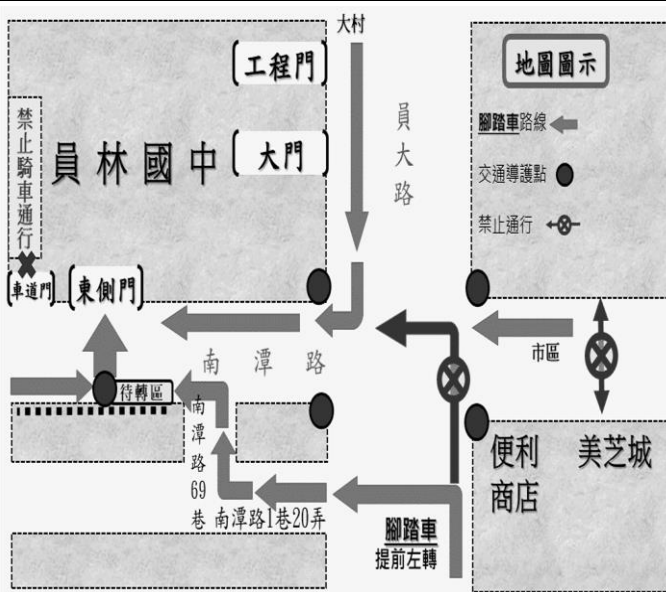 大村
工程門
地圖圖示
禁止騎車通行
員林國中
大門
員大路
腳踏車路線
交通導護點
禁止通行
車道門
東側門
南潭路
市區
待轉區
南潭路69巷
南潭路1巷20弄
便利商店
美芝城
腳踏車
提前左轉